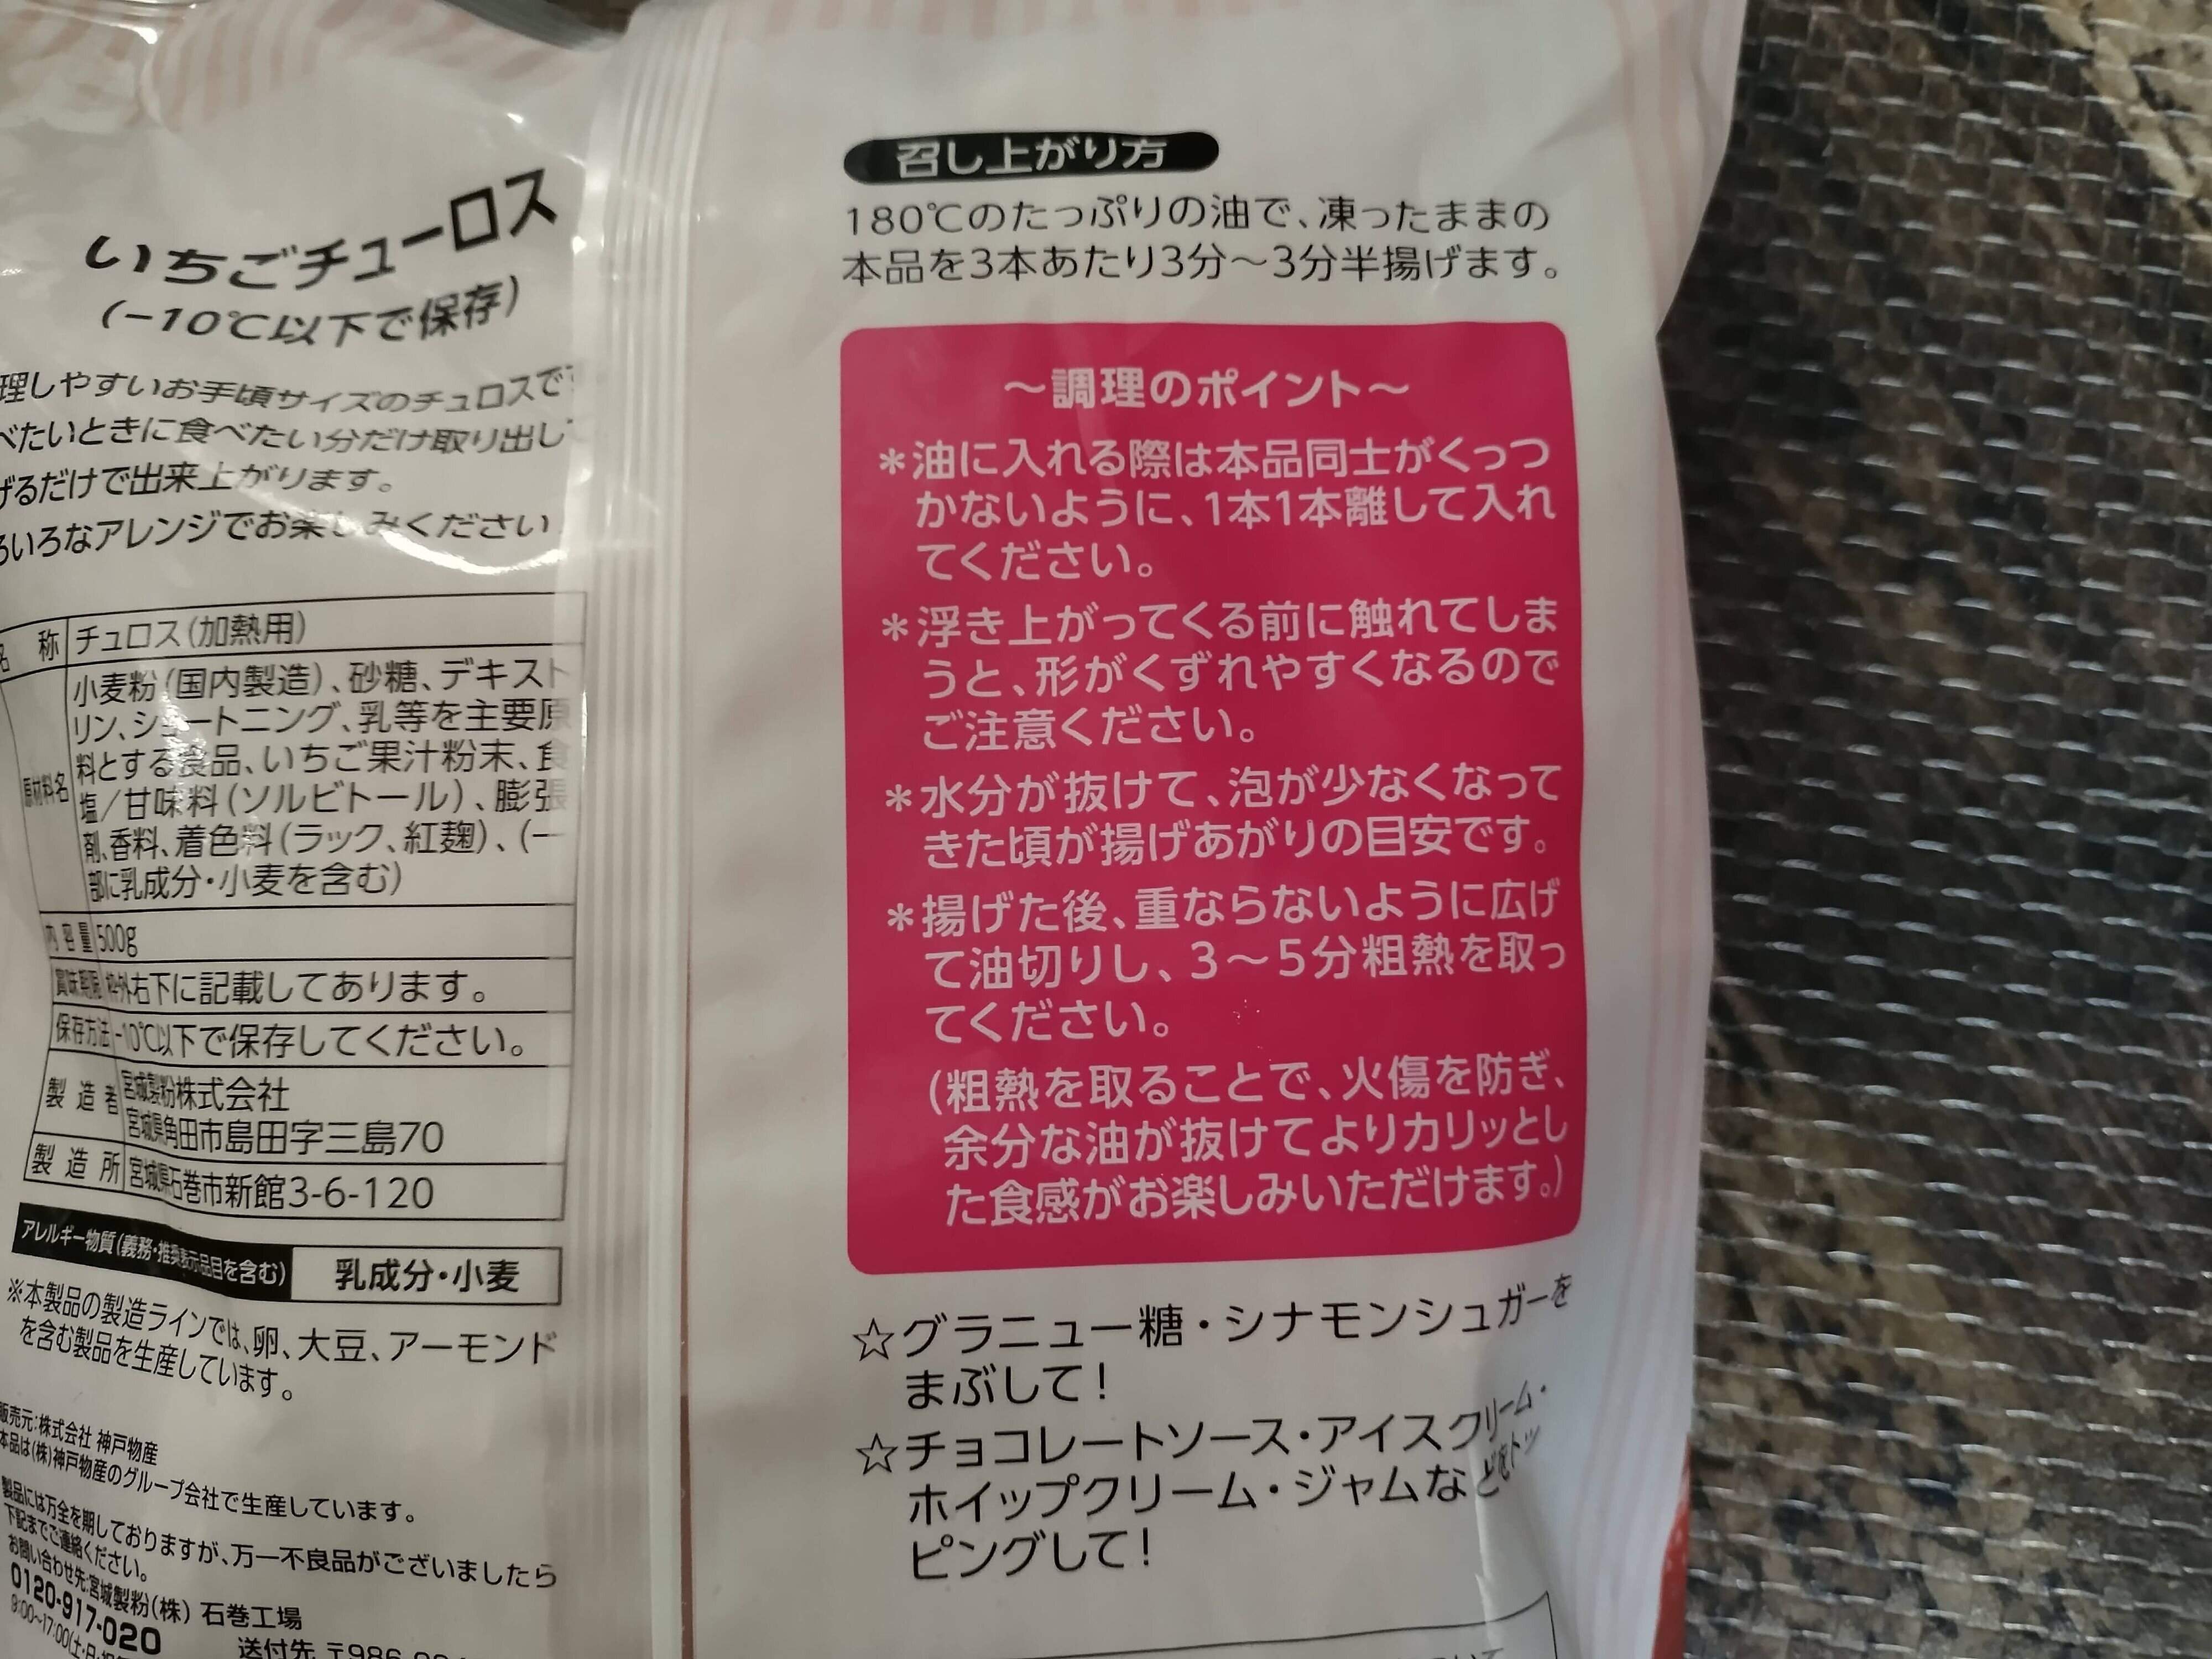 いちごチューロス
(-10℃以下で保存)
理しやすいお手頃サイズのチュロスで
べたいときに食べたい分だけ取り出し
げるだけで出来上がります。
ろいろなアレンジでお楽しみください
名 称 チュロス(加熱用)
原材料名 小麦粉(国内製造)、砂糖、デキスト
リン、ショートニング、乳等を主要原
料とする食品、いちご果汁粉末、食
塩/甘味料(ソルビトール)、膨張
剤、香料、着色料(ラック、紅麹)、(一
部に乳成分・小麦を含む)
内容量 500g
賞味期限 枠外右下に記載してあります。
保存方法 -10℃以下で保存してください。
製造者 宮城製粉株式会社
宮城県角田市島田字三島70
製造所 宮城県石巻市新館3-6-120
アレルギー物質(義務・推奨表示品目を含む) 乳成分・小麦
※本製品の製造ラインでは、卵、大豆、アーモンド
を含む製品を生産しています。
販売元:株式会社 神戸物産
本品は(株)神戸物産のグループ会社で生産しています。
製品には万全を期しておりますが、万一不良品がございましたら
下記までご連絡ください。
お問い合わせ先:宮城製粉(株) 石巻工場
0120-917-020
9:00~17:00(土・日・
送付先 〒986
召し上がり方
180℃のたっぷりの油で、凍ったままの
本品を3本あたり3分~3分半揚げます。
~調理のポイント~
*油に入れる際は本品同士がくっつ
かないように、1本1本離して入れ
てください。
*浮き上がってくる前に触れてしま
うと、形がくずれやすくなるので
ご注意ください。
*水分が抜けて、泡が少なくなって
きた頃が揚げあがりの目安です。
*揚げた後、重ならないように広げ
て油切りし、3~5分粗熱を取っ
てください。
(粗熱を取ることで、火傷を防ぎ、
余分な油が抜けてよりカリッとし
た食感がお楽しみいただけます。)
☆グラニュー糖・シナモンシュガーを
まぶして!
☆チョコレートソース・アイスクリーム・
ホイップクリーム・ジャムなどをトッ
ピングして!